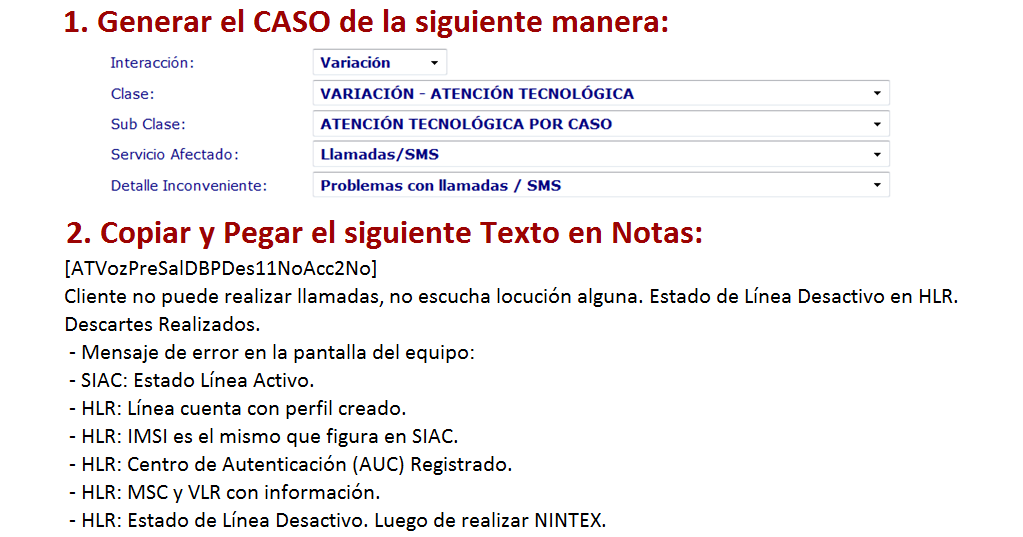 1. Generar el CASO de la siguiente manera:
Interacción: Variación
Clase: VARIACIÓN - ATENCIÓN TECNOLÓGICA
Sub Clase: ATENCIÓN TECNOLÓGICA POR CASO
Servicio Afectado: Llamadas/SMS
Detalle Inconveniente: Problemas con llamadas / SMS
2. Copiar y Pegar el siguiente Texto en Notas:
[ATVozPreSalDBPDes11NoAcc2No]
Cliente no puede realizar llamadas, no escucha locución alguna. Estado de Línea Desactivo en HLR.
Descartes Realizados.
- Mensaje de error en la pantalla del equipo:
- SIAC: Estado Línea Activo.
- HLR: Línea cuenta con perfil creado.
- HLR: IMSI es el mismo que figura en SIAC.
- HLR: Centro de Autenticación (AUC) Registrado.
- HLR: MSC y VLR con información.
- HLR: Estado de Línea Desactivo. Luego de realizar NINTEX.